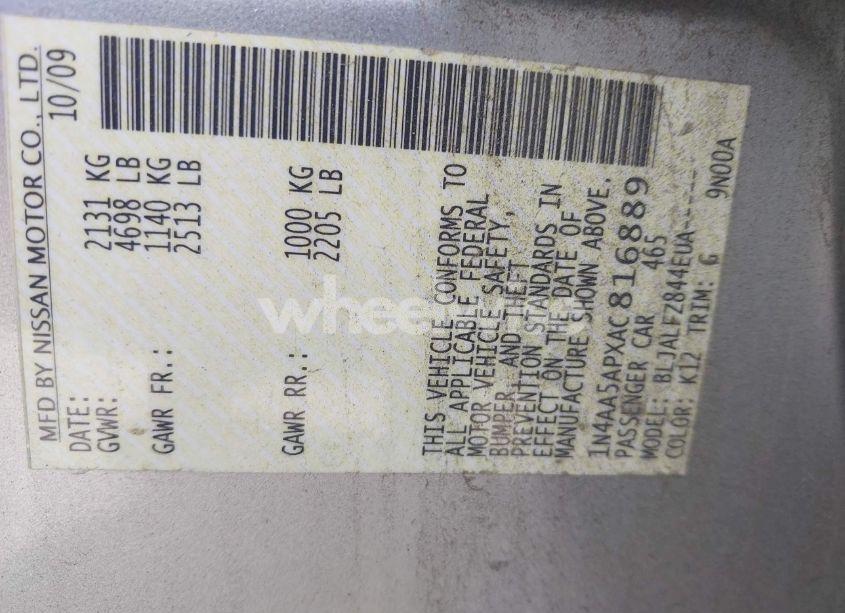 MFD BY NISSAN MOTOR CO., LTD.
DATE: 10/09
GVWR: 2131 KG
4698 LB
GAWR FR.: 1140 KG
2513 LB
GAWR RR.: 1000 KG
2205 LB
THIS VEHICLE CONFORMS TO
ALL APPLICABLE FEDERAL
MOTOR VEHICLE SAFETY,
BUMPER, AND THEFT
PREVENTION STANDARDS IN
EFFECT ON THE DATE OF
MANUFACTURE SHOWN ABOVE.
1N4AA5APXAC816889
PASSENGER CAR 465
MODEL: BLJALFZ844EUA-----
COLOR: K12 TRIM: G 9N00A